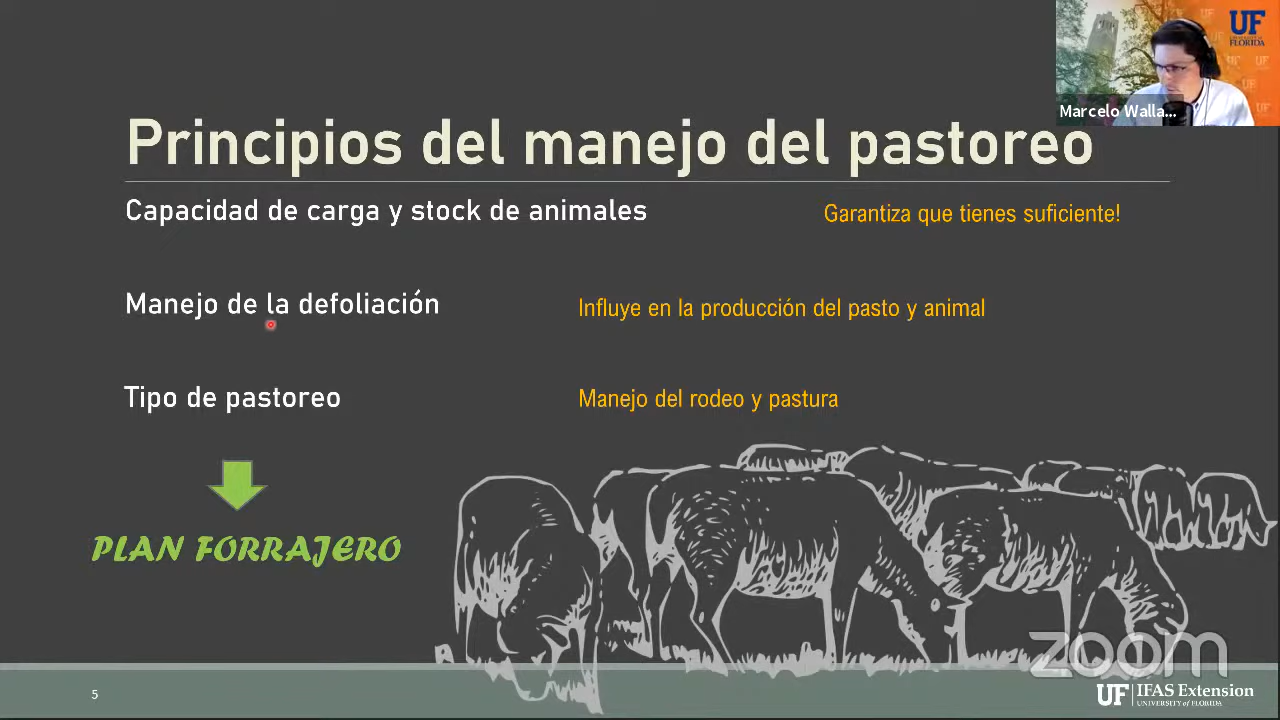 UF
UNIVERSITY of
FLORIDA
Marcelo Walla...
Principios del manejo del pastoreo
Capacidad de carga y stock de animales
Garantiza que tienes suficiente!
Manejo de la defoliación
Influye en la producción del pasto y animal
Tipo de pastoreo
Manejo del rodeo y pastura
PLAN FORRAJERO
zoom
5
UF IFAS Extension
UNIVERSITY of FLORIDA